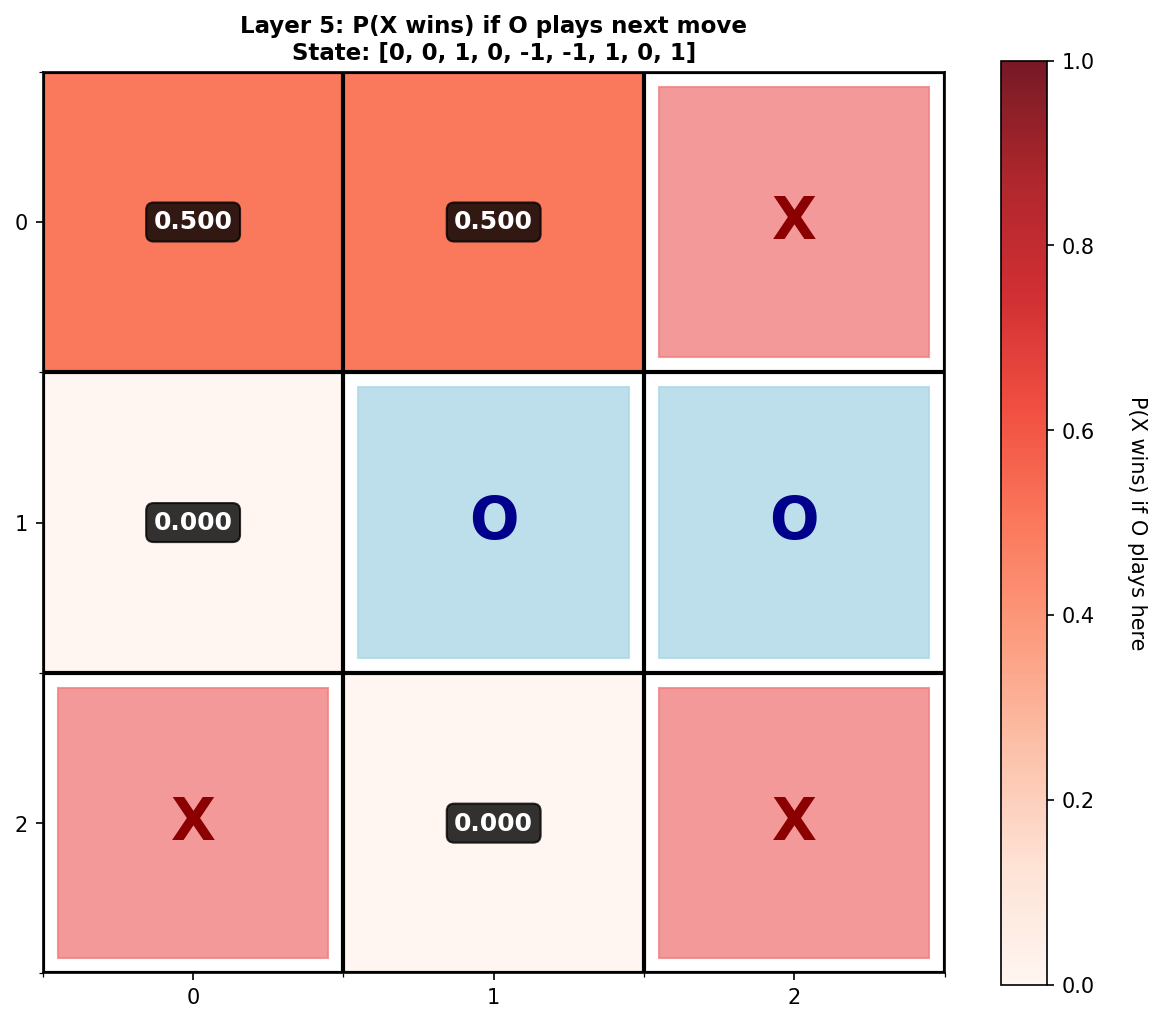 Layer 5: P(X wins) if O plays next move
State: [0, 0, 1, 0, -1, -1, 1, 0, 1]
1.0
0.8
0.6
0.4
0.2
0.0
P(X wins) if O plays here
0
0.500
0.500
X
1
0.000
O
O
2
X
0.000
X
0
1
2